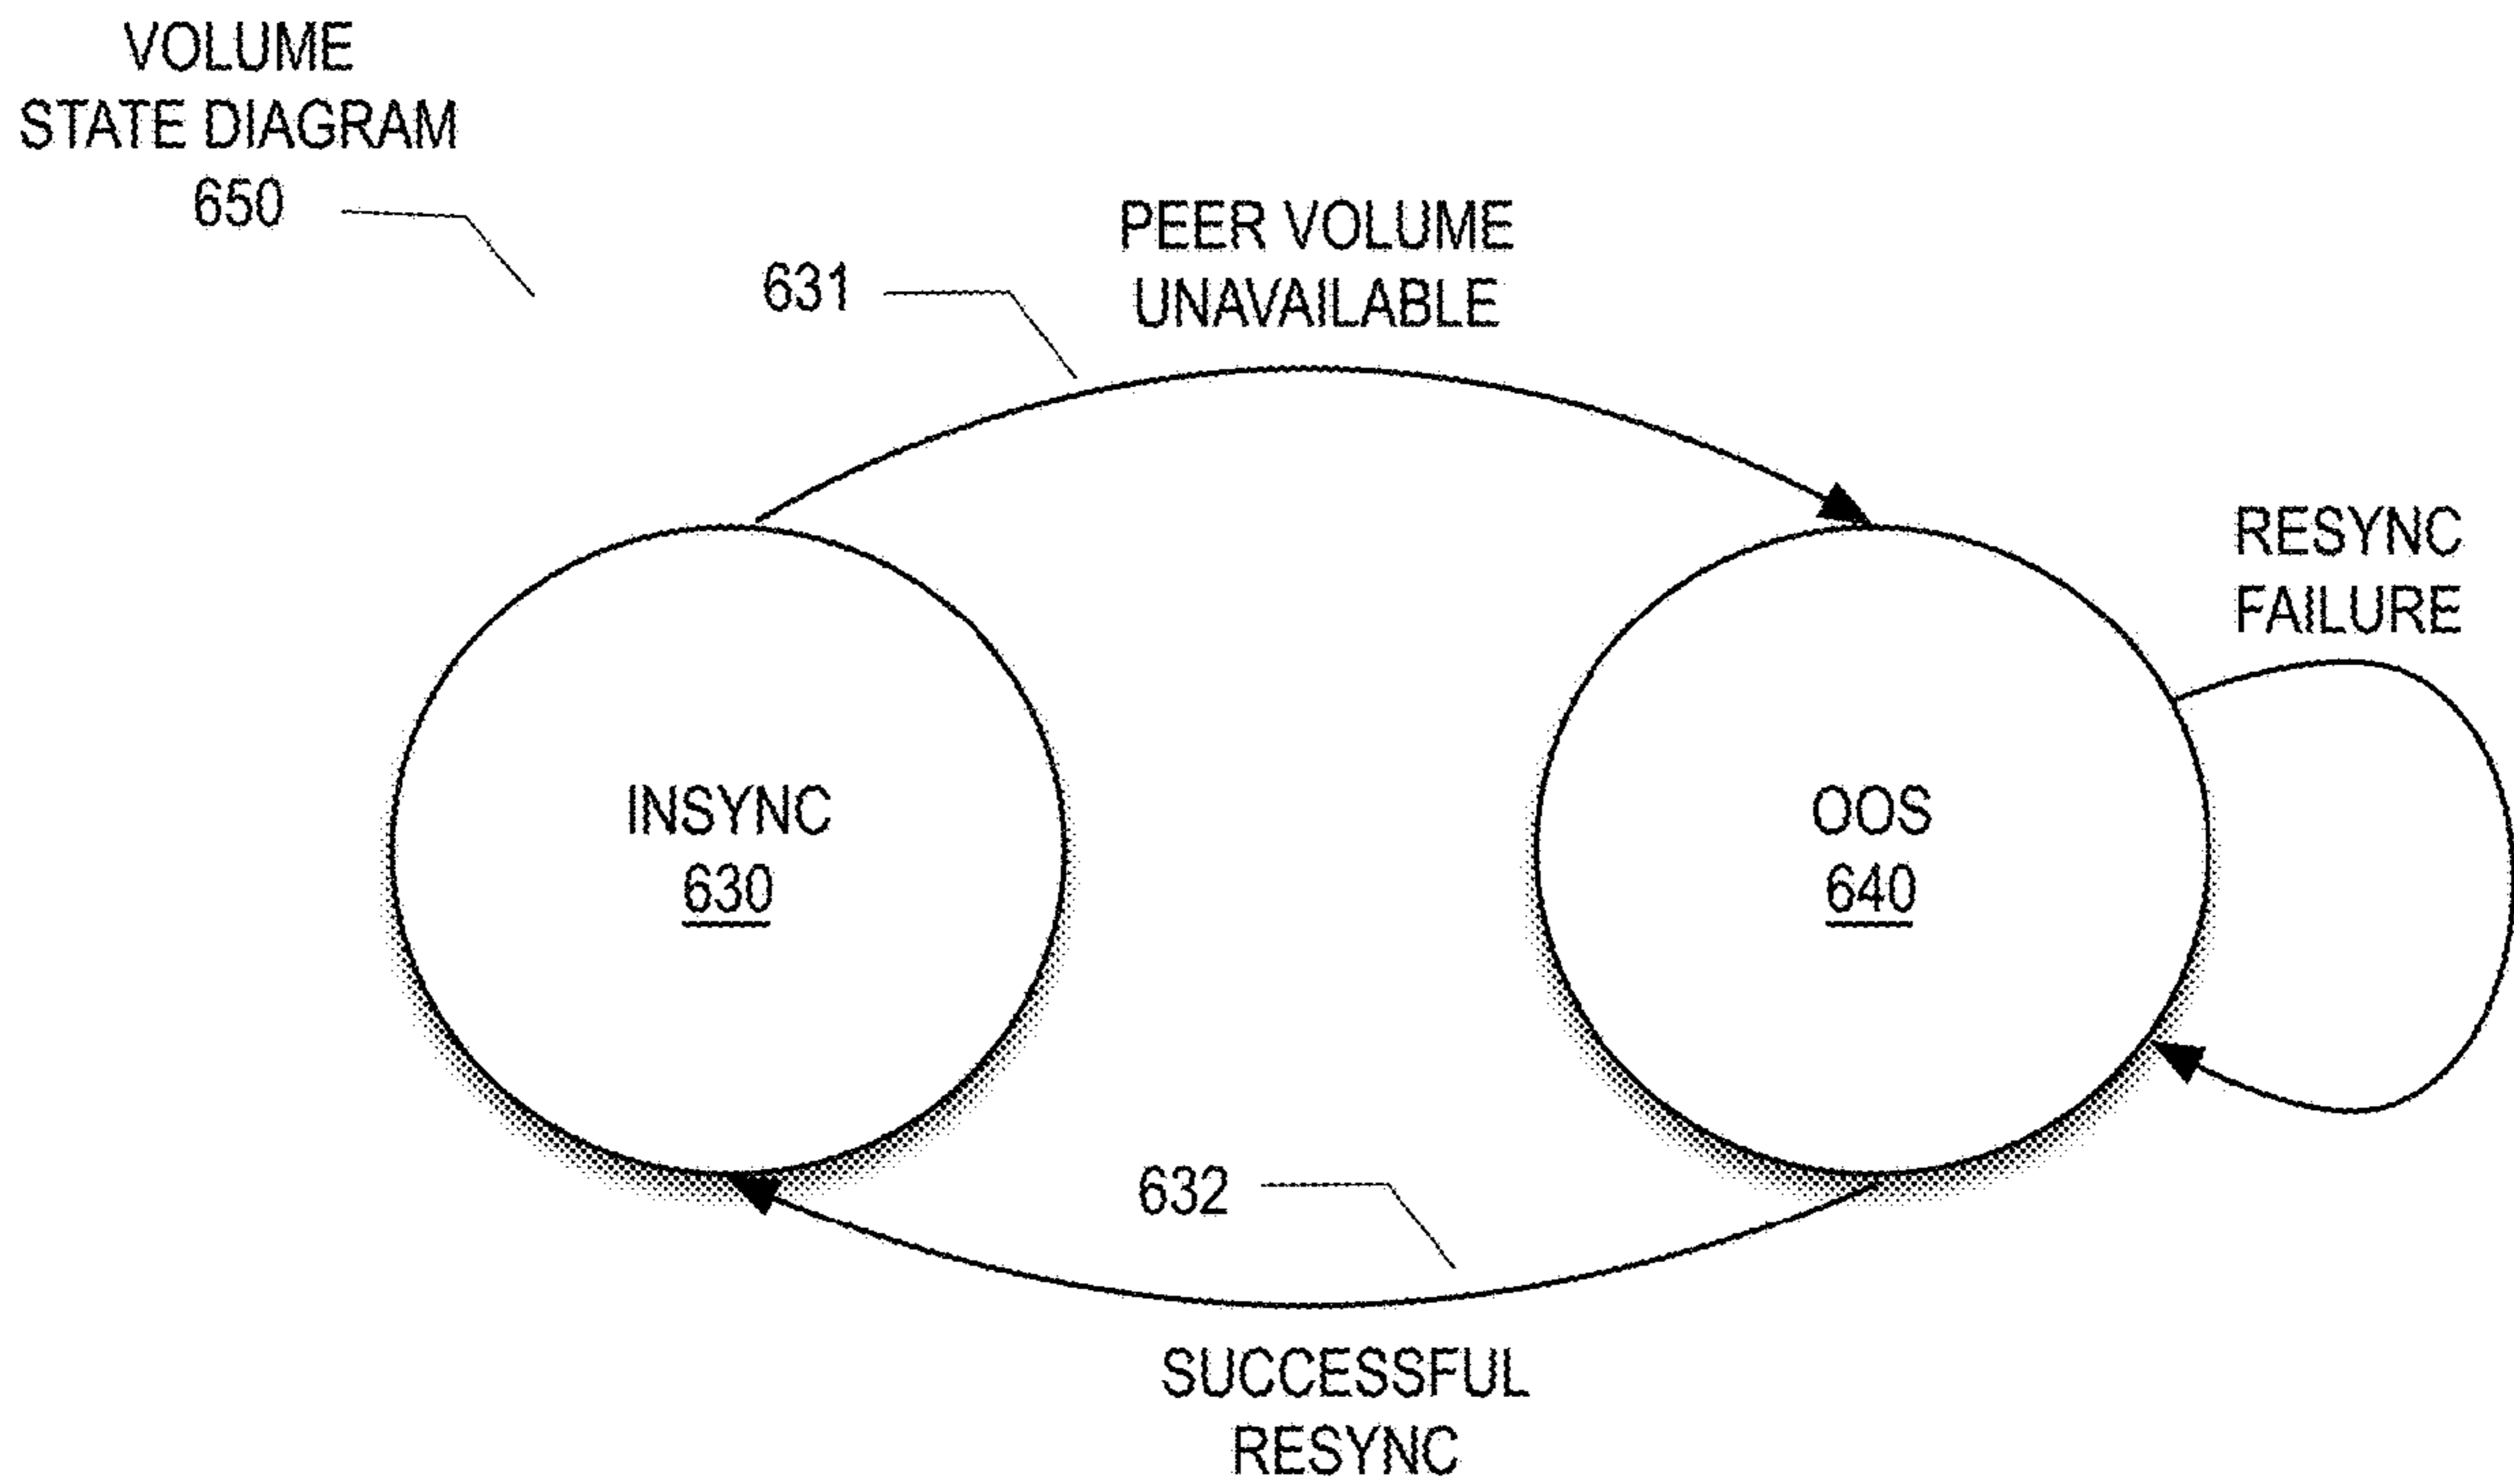 VOLUME
STATE DIAGRAM
650
631
PEER VOLUME
UNAVAILABLE
RESYNC
FAILURE
INSYNC
630
OOS
640
632
SUCCESSFUL
RESYNC